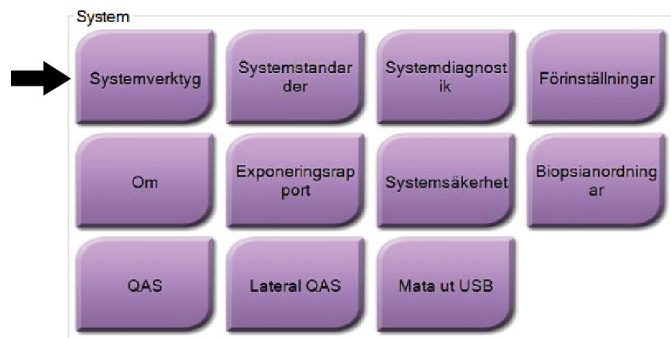 System
Systemverktyg
Systemstandar
der
Systemdiagnost
ik
Förinställningar
Om
Exponeringsrap
port
Systemsäkerhet
Biopsianordning
ar
QAS
Lateral QAS
Mata ut USB